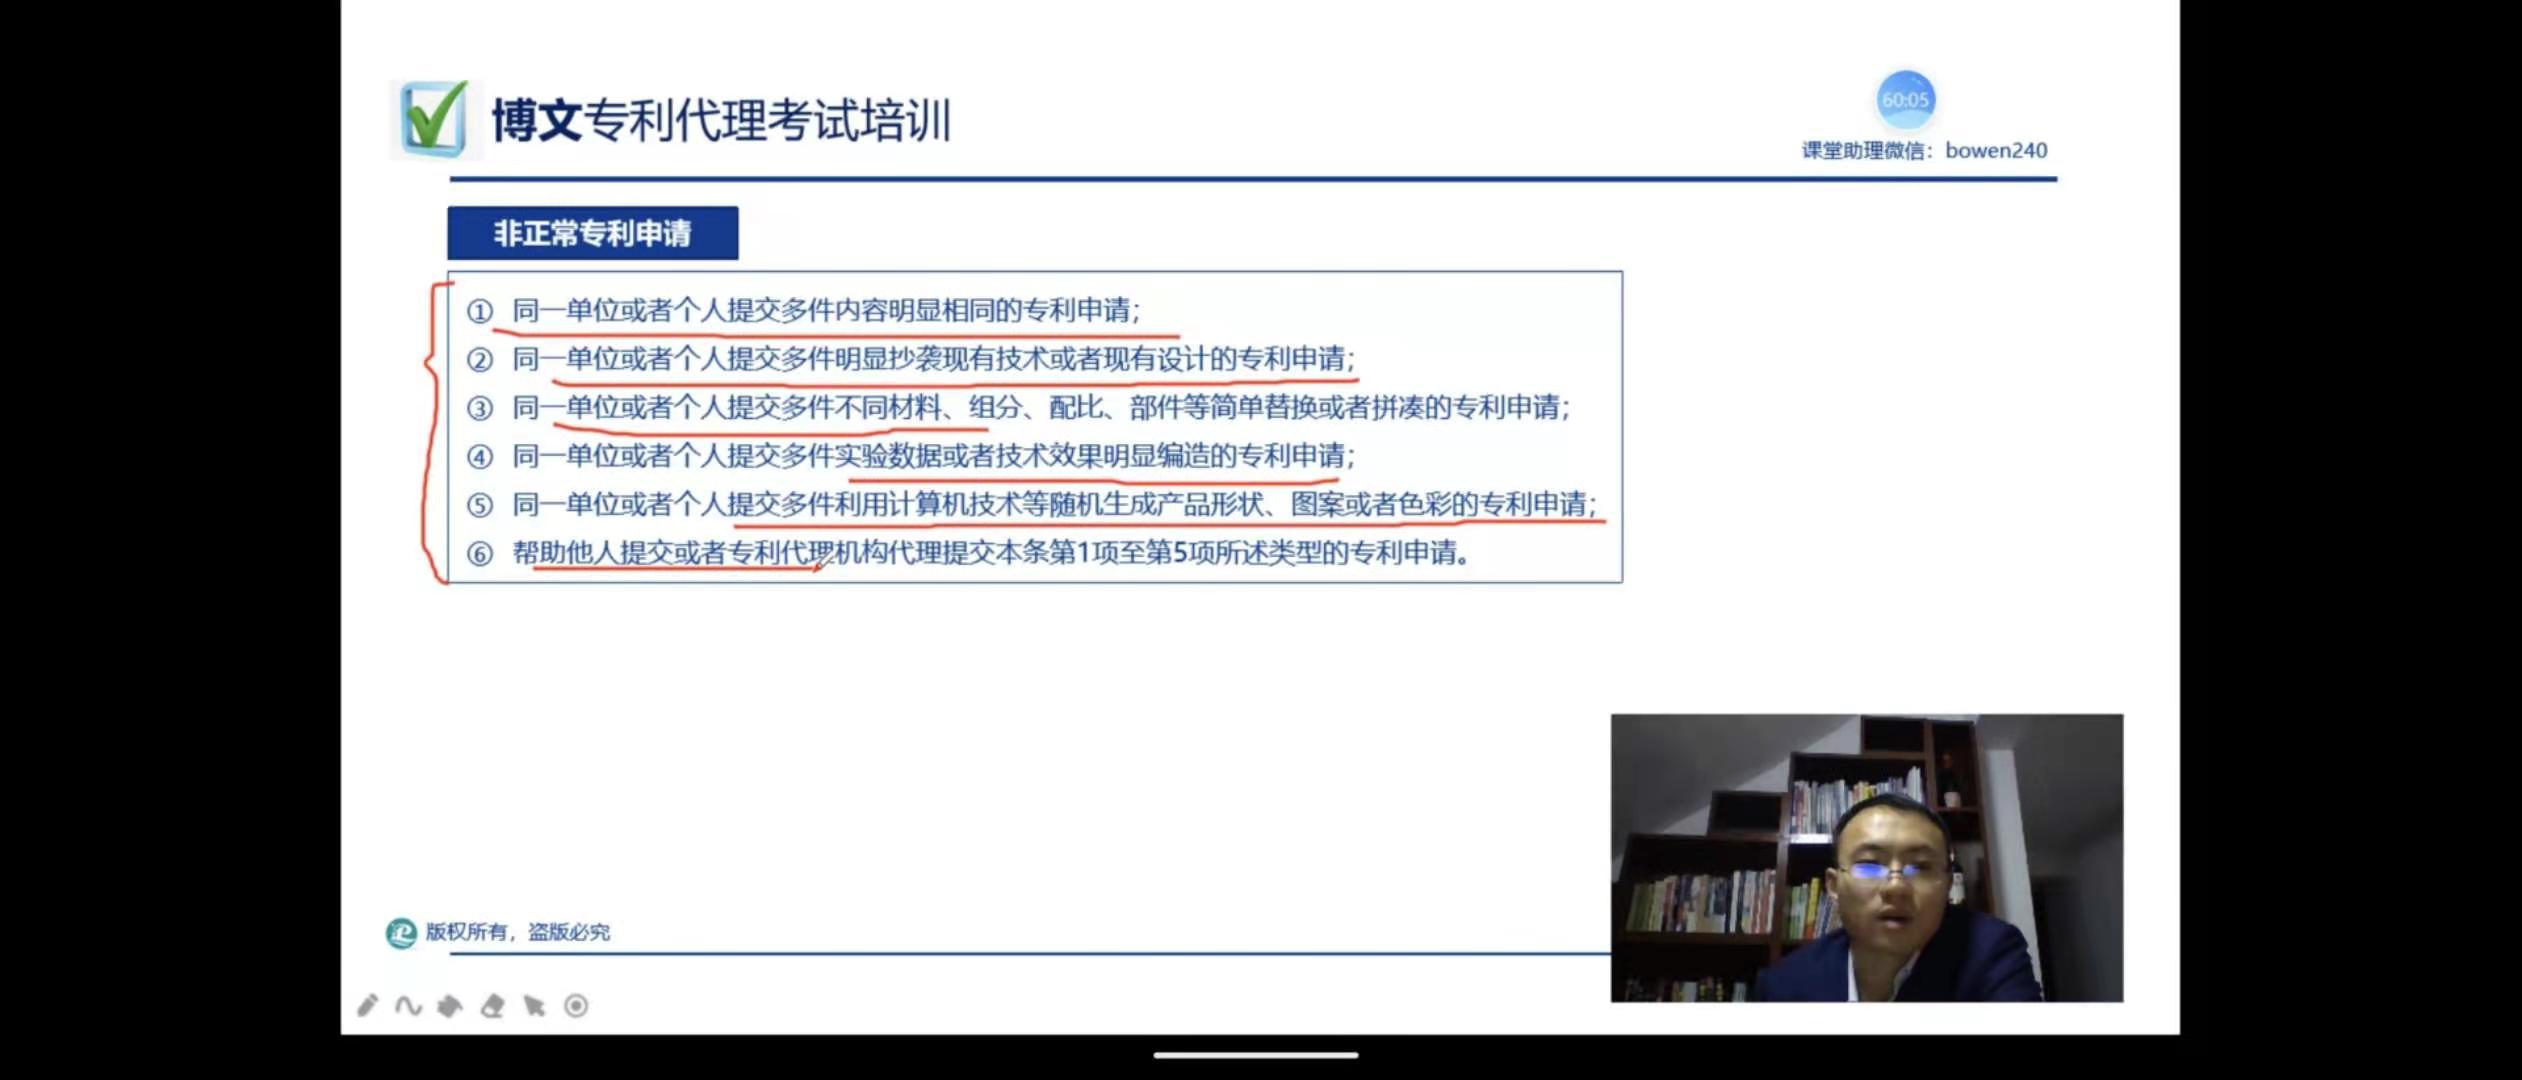 博文专利代理考试培训
60:05
课堂助理微信：bowen240
非正常专利申请
① 同一单位或者个人提交多件内容明显相同的专利申请；
② 同一单位或者个人提交多件明显抄袭现有技术或者现有设计的专利申请；
③ 同一单位或者个人提交多件不同材料、组分、配比、部件等简单替换或者拼凑的专利申请；
④ 同一单位或者个人提交多件实验数据或者技术效果明显编造的专利申请；
⑤ 同一单位或者个人提交多件利用计算机技术等随机生成产品形状、图案或者色彩的专利申请；
⑥ 帮助他人提交或者专利代理机构代理提交本条第1项至第5项所述类型的专利申请。
版权所有，盗版必究